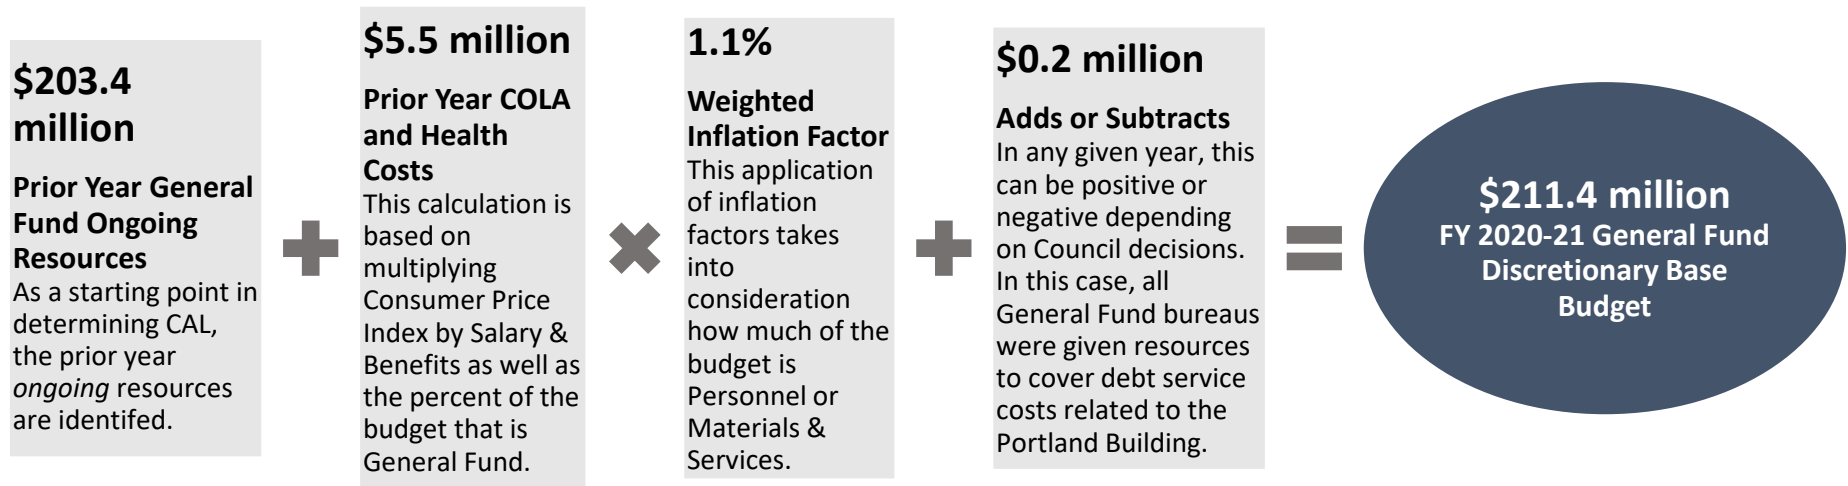 $203.4
million
Prior Year General
Fund Ongoing
Resources
As a starting point in
determining CAL,
the prior year
ongoing resources
are identifed.
$5.5 million
Prior Year COLA
and Health
Costs
This calculation is
based on
multiplying
Consumer Price
Index by Salary &
Benefits as well as
the percent of the
budget that is
General Fund.
1.1%
Weighted
Inflation Factor
This application
of inflation
factors takes
into
consideration
how much of the
budget is
Personnel or
Materials &
Services.
$0.2 million
Adds or Subtracts
In any given year, this
can be positive or
negative depending
on Council decisions.
In this case, all
General Fund bureaus
were given resources
to cover debt service
costs related to the
Portland Building.
$211.4 million
FY 2020-21 General Fund
Discretionary Base
Budget